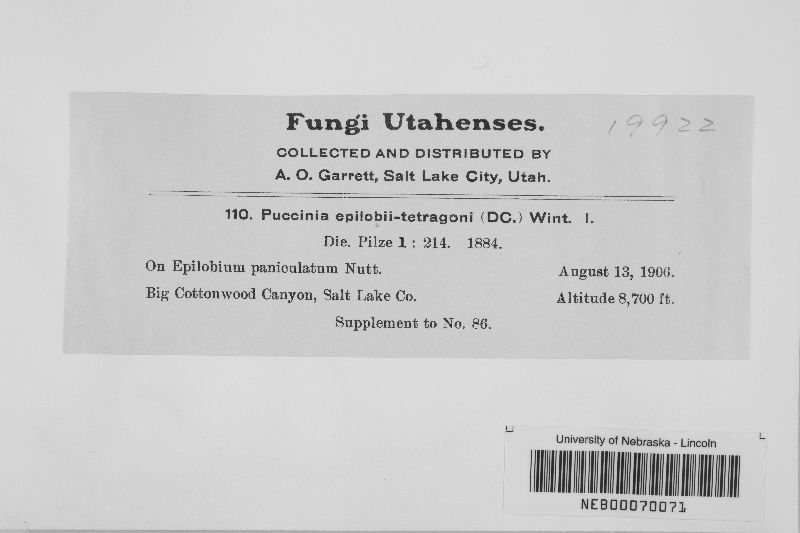 Fungi Utahenses.
19922
COLLECTED AND DISTRIBUTED BY
A. O. Garrett, Salt Lake City, Utah.
110. Puccinia epilobii-tetragoni (DC.) Wint. I.
Die. Pilze 1 : 214. 1884.
On Epilobium paniculatum Nutt. August 13, 1906.
Big Cottonwood Canyon, Salt Lake Co. Altitude 8,700 ft.
Supplement to No. 86.
University of Nebraska - Lincoln
NEB00070071